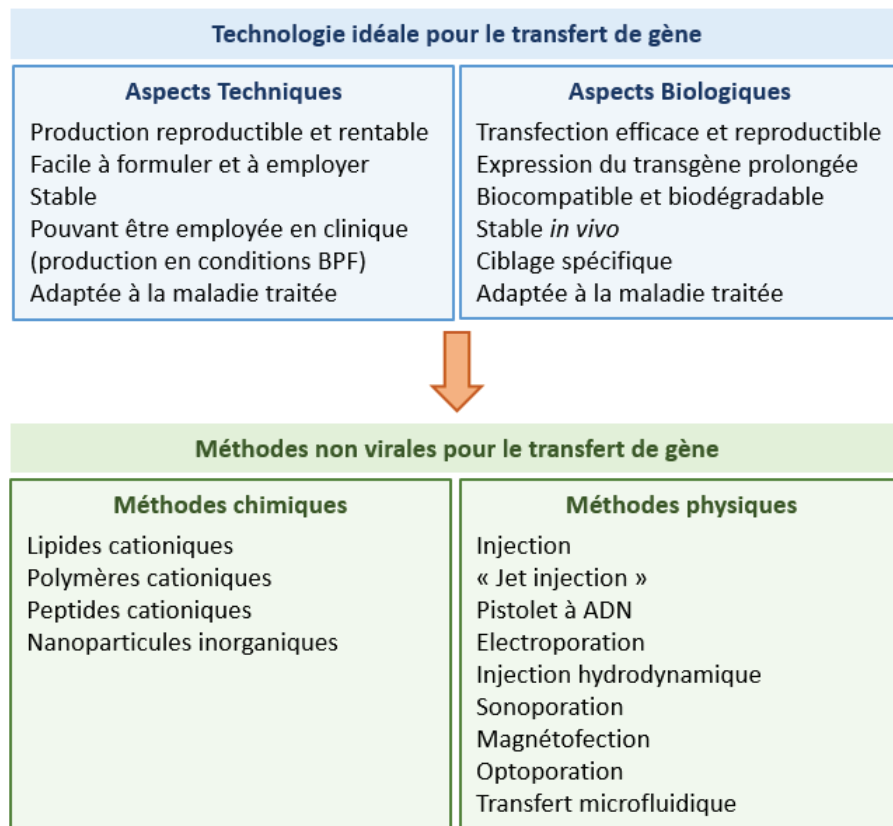 Technologie idéale pour le transfert de gène
Aspects Techniques
Production reproductible et rentable
Facile à formuler et à employer
Stable
Pouvant être employée en clinique
(production en conditions BPF)
Adaptée à la maladie traitée
Aspects Biologiques
Transfection efficace et reproductible
Expression du transgène prolongée
Biocompatible et biodégradable
Stable in vivo
Ciblage spécifique
Adaptée à la maladie traitée
Méthodes non virales pour le transfert de gène
Méthodes chimiques
Lipides cationiques
Polymères cationiques
Peptides cationiques
Nanoparticules inorganiques
Méthodes physiques
Injection
« Jet injection »
Pistolet à ADN
Electroporation
Injection hydrodynamique
Sonoporation
Magnétofection
Optoporation
Transfert microfluidique